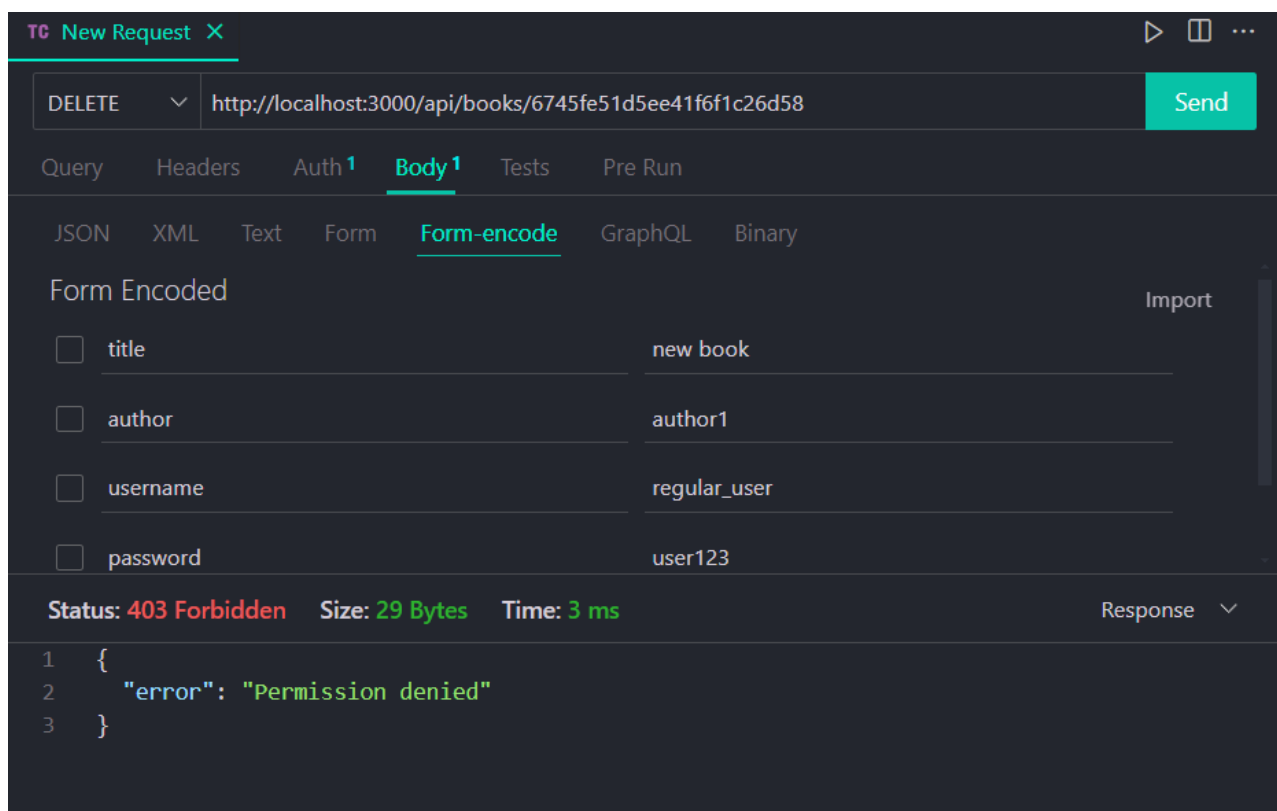 TC New Request ×
DELETE http://localhost:3000/api/books/6745fe51d5ee41f6f1c26d58 Send
Query Headers Auth 1 Body 1 Tests Pre Run
JSON XML Text Form Form-encode GraphQL Binary
Form Encoded
Import
title new book
author author1
username regular_user
password user123
Status: 403 Forbidden Size: 29 Bytes Time: 3 ms Response
1 {
2 "error": "Permission denied"
3 }